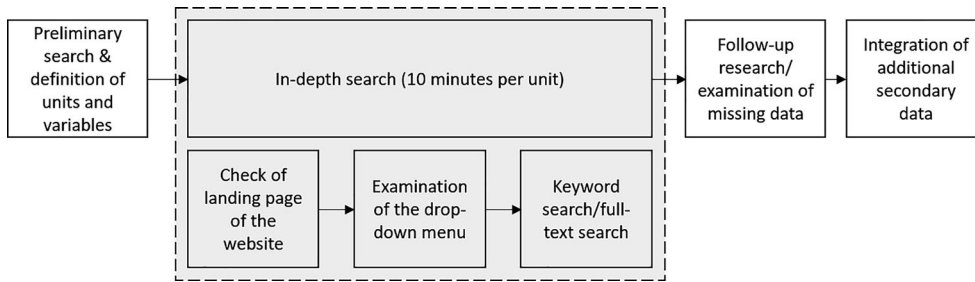 Preliminary
search &
definition of
units and
variables
In-depth search (10 minutes per unit)
Check of
landing page
of the
website
Examination
of the drop-
down menu
Keyword
search/full-
text search
Follow-up
research/
examination of
missing data
Integration of
additional
secondary
data